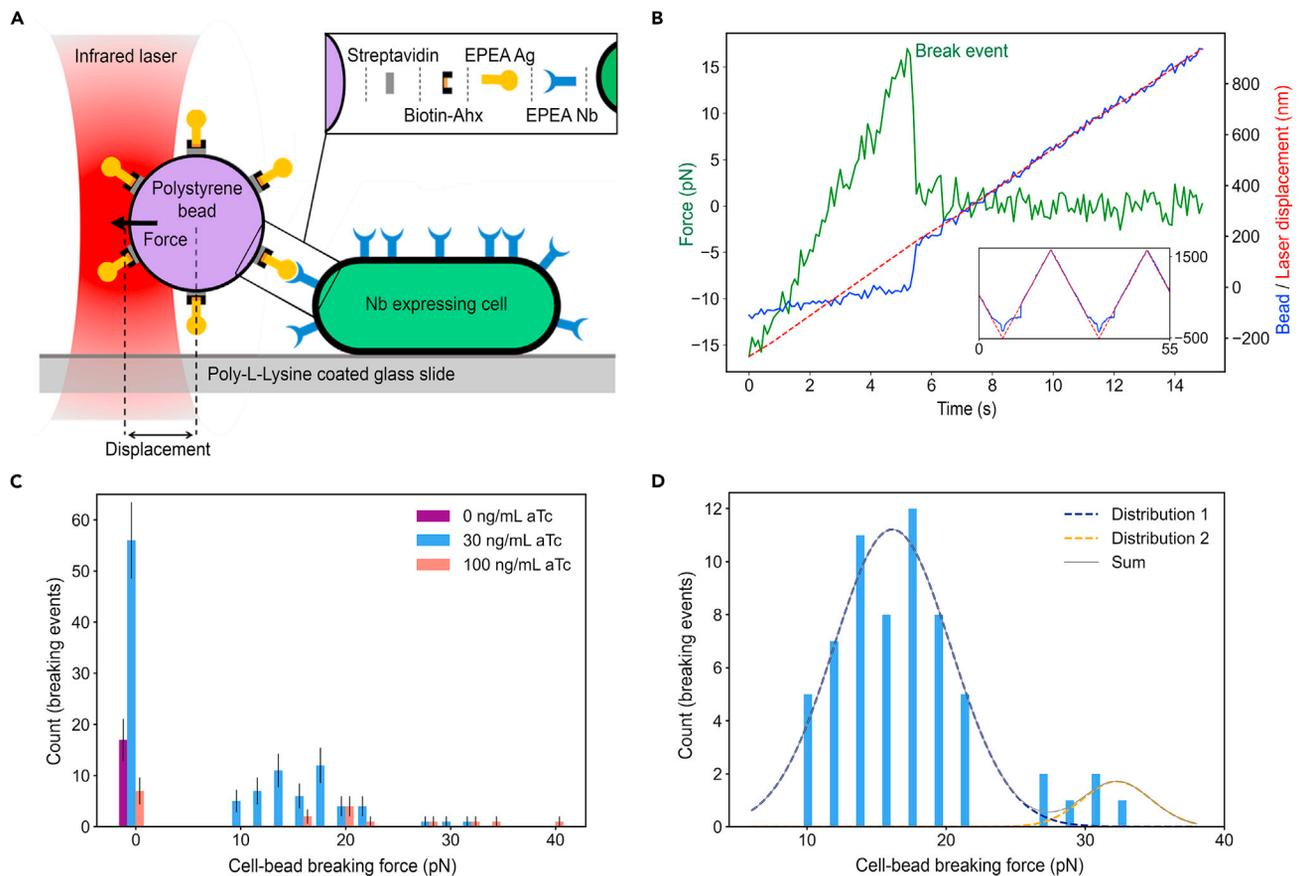 A
Infrared laser
Streptavidin
EPEA Ag
Biotin-Ahx
EPEA Nb
Polystyrene
bead
Force
Nb expressing cell
Poly-L-Lysine coated glass slide
Displacement
B
Break event
15
10
5
0
−5
−10
−15
Force (pN)
800
600
400
200
0
−200
Bead / Laser displacement (nm)
1500
−500
0
55
0 2 4 6 8 10 12 14
Time (s)
C
0 ng/mL aTc
30 ng/mL aTc
100 ng/mL aTc
60
50
40
30
20
10
0
Count (breaking events)
0 10 20 30 40
Cell-bead breaking force (pN)
D
Distribution 1
Distribution 2
Sum
12
10
8
6
4
2
0
Count (breaking events)
10 20 30 40
Cell-bead breaking force (pN)